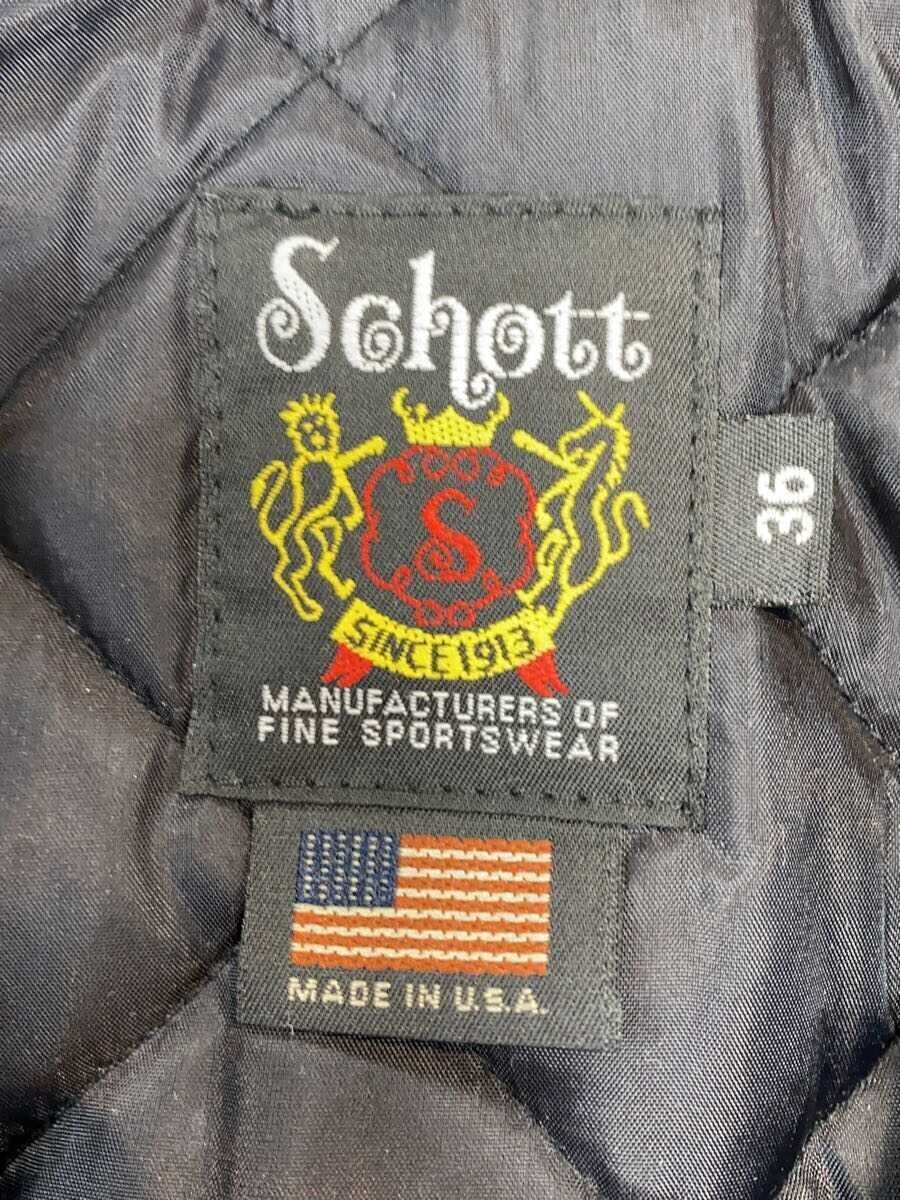 Schott
S
SINCE 1913
MANUFACTURERS OF
FINE SPORTSWEAR
36
MADE IN U.S.A.